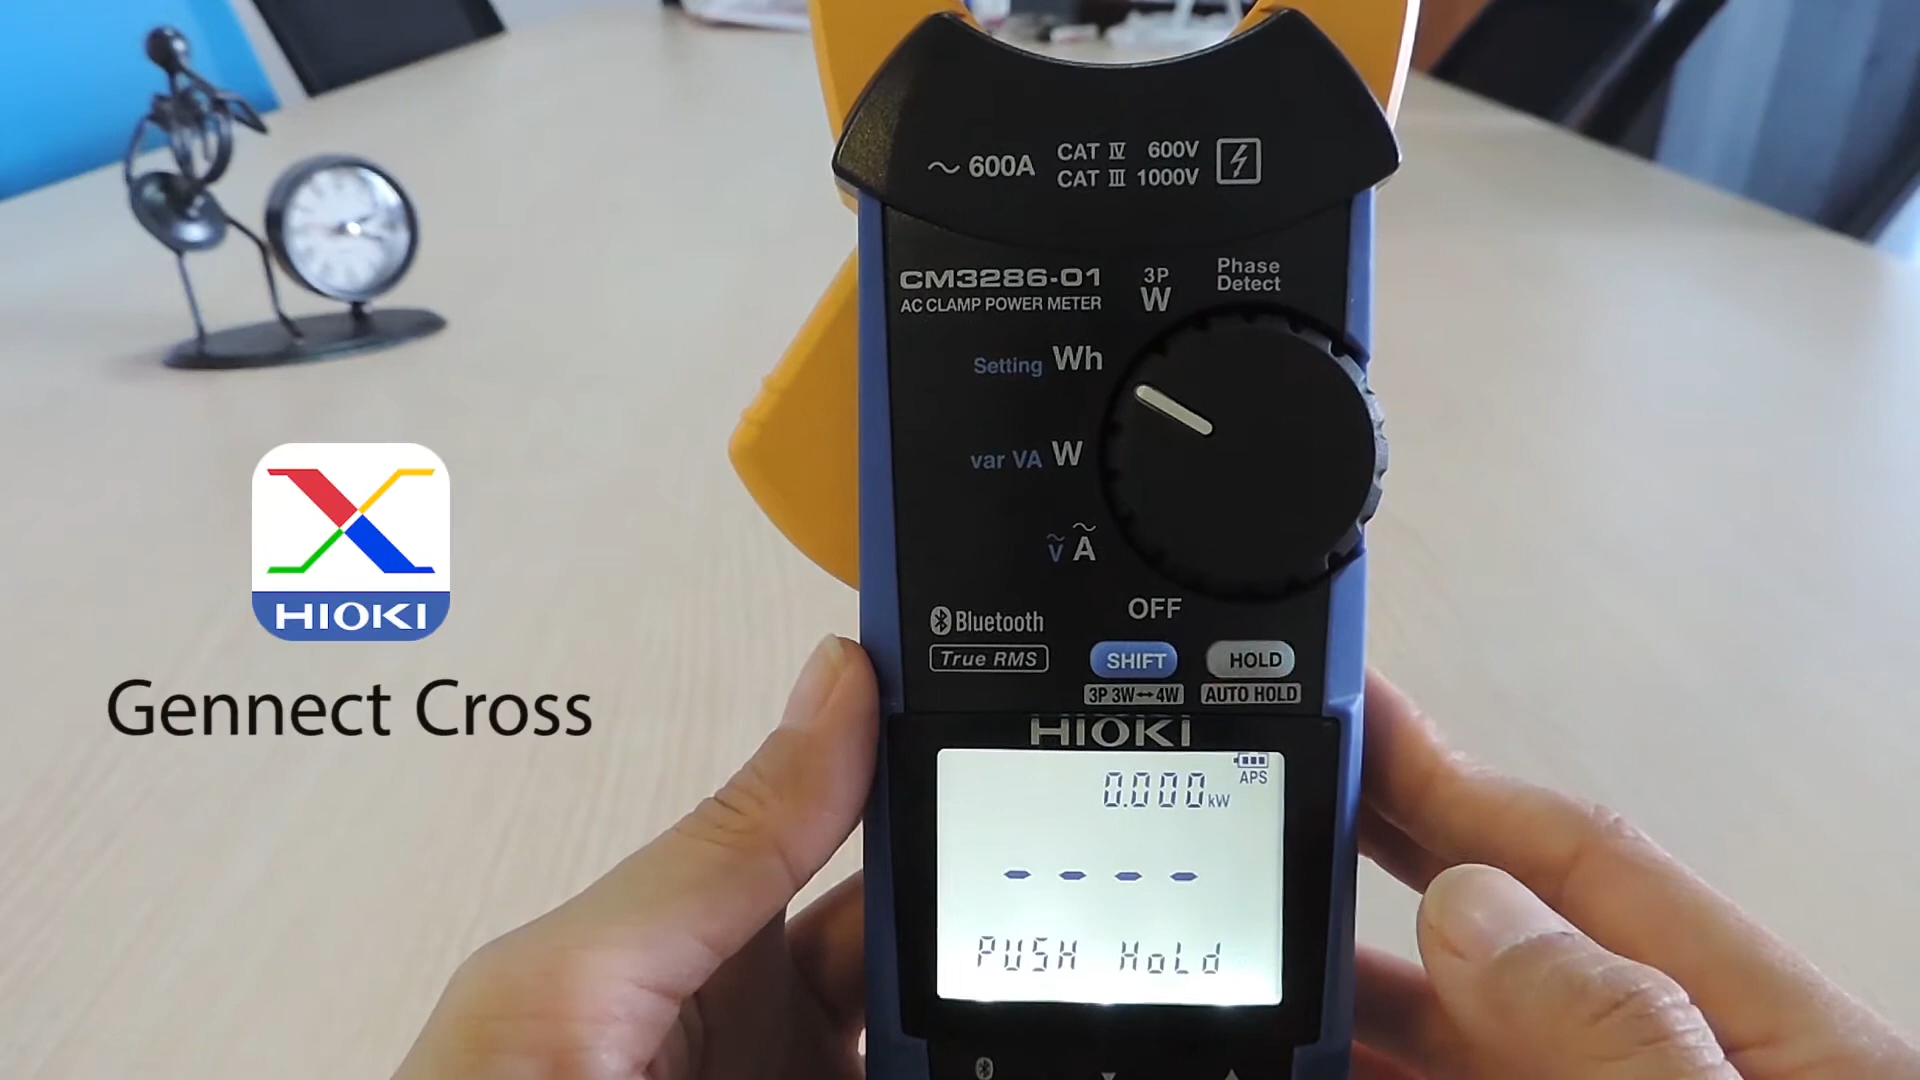 ~ 600A
CAT Ⅳ 600V
CAT Ⅲ 1000V
CM3286-01
AC CLAMP POWER METER
3P
W
Phase
Detect
Setting Wh
var VA W
Ṽ Ã
OFF
Bluetooth
True RMS
SHIFT
HOLD
3P 3W↔4W
AUTO HOLD
HIOKI
APS
0.000 kW
- - - -
PUSH HoLd
HIOKI
Gennect Cross